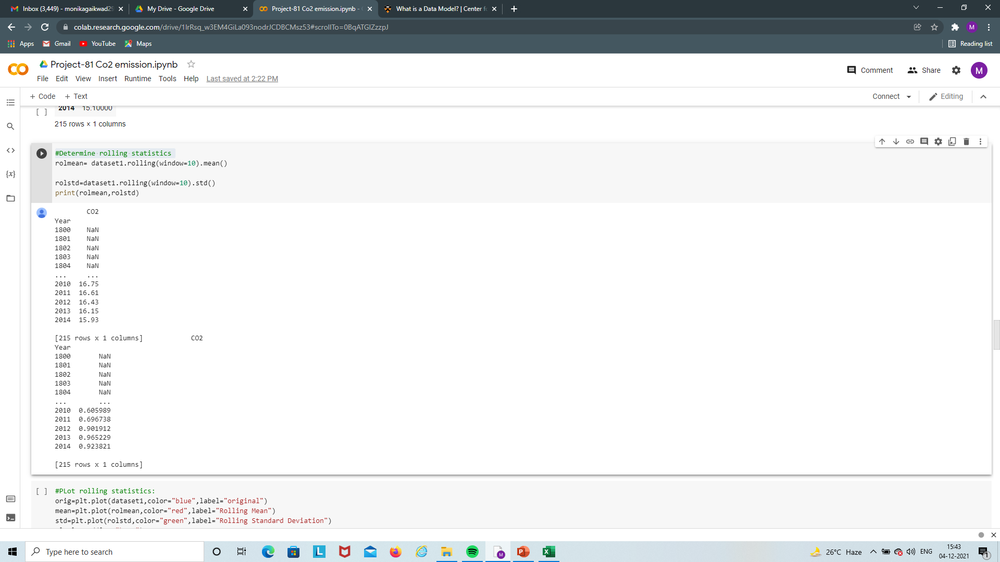 Inbox (3,449) - monikagaikwad29
My Drive - Google Drive
Project-81 Co2 emission.ipynb -
What is a Data Model? | Center f
colab.research.google.com/drive/1IrRsq_w3EM4GiLa093nodrJCDBCMsz53#scrollTo=0BqATGlZzzpJ
M
Apps
Gmail
YouTube
Maps
Reading list
Project-81 Co2 emission.ipynb
Comment
Share
M
File Edit View Insert Runtime Tools Help Last saved at 2:22 PM
+ Code + Text
Connect
Editing
[ ] 2014 15.10000
215 rows × 1 columns
#Determine rolling statistics
rolmean= dataset1.rolling(window=10).mean()
rolstd=dataset1.rolling(window=10).std()
print(rolmean,rolstd)
CO2
Year
1800 NaN
1801 NaN
1802 NaN
1803 NaN
1804 NaN
... ...
2010 16.75
2011 16.61
2012 16.43
2013 16.15
2014 15.93
[215 rows x 1 columns] CO2
Year
1800 NaN
1801 NaN
1802 NaN
1803 NaN
1804 NaN
... ...
2010 0.605989
2011 0.696738
2012 0.901912
2013 0.965229
2014 0.923821
[215 rows x 1 columns]
[ ] #PLot rolling statistics:
orig=plt.plot(dataset1,color="blue",label="original")
mean=plt.plot(rolmean,color="red",label="Rolling Mean")
std=plt.plot(rolstd,color="green",label="Rolling Standard Deviation")
Type here to search
26°C Haze
ENG
15:43
04-12-2021
1